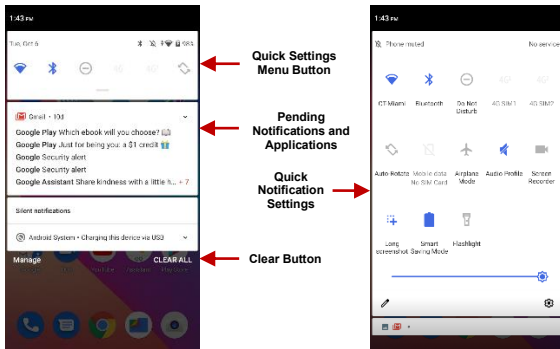 1:43 PM
Tue, Oct 6
98%
4G
4G
Gmail • 10d
Google Play Which ebook will you choose?
Google Play Just for being you: a $1 credit
Google Security alert
Google Security alert
Google Assistant Share kindness with a little h... + 7
Silent notifications
Android System • Charging this device via USB
Manage
CLEAR ALL
Quick Settings
Menu Button
Pending
Notifications and
Applications
Quick
Notification
Settings
Clear Button
1:43 PM
Phone muted
No service
CT-Miami
Bluetooth
Do Not
Disturb
4G SIM1
4G SIM2
Auto-Rotate
Mobile data
No SIM Card
Airplane
Mode
Audio Profile
Screen
Recorder
Long
screenshot
Smart
Saving Mode
Flashlight